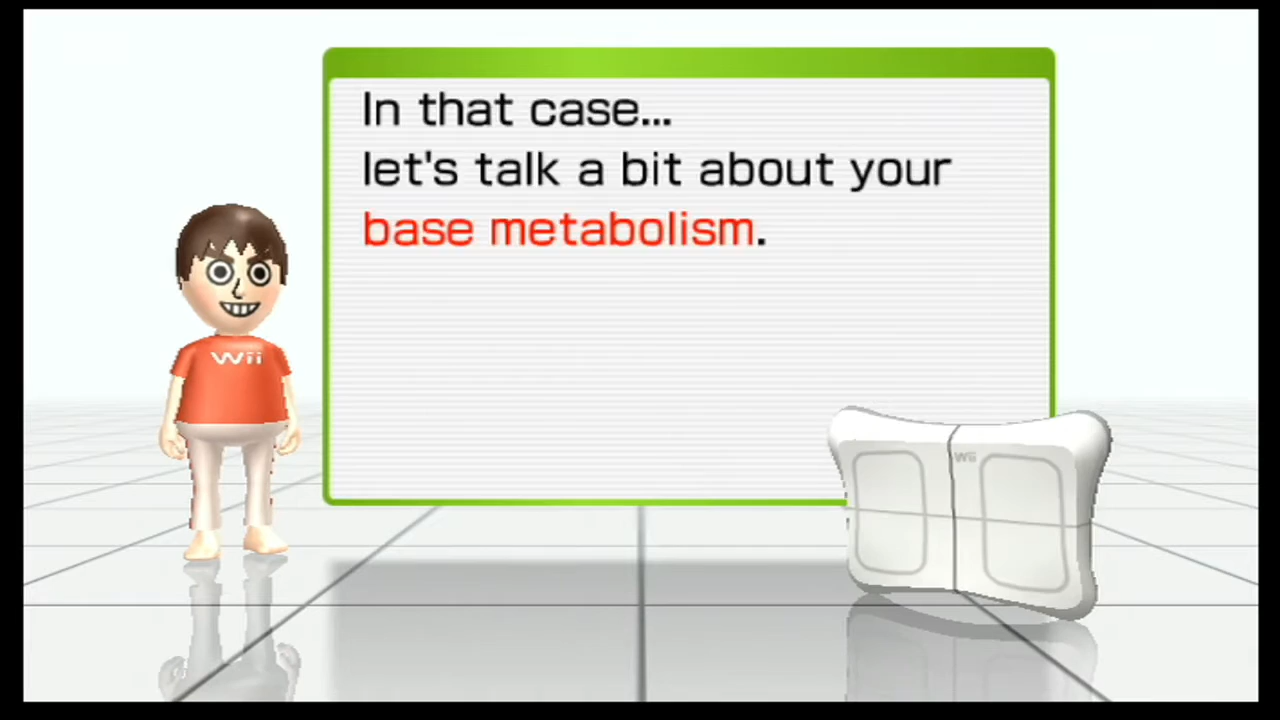 In that case...
let's talk a bit about your
base metabolism.
Wii
Wii